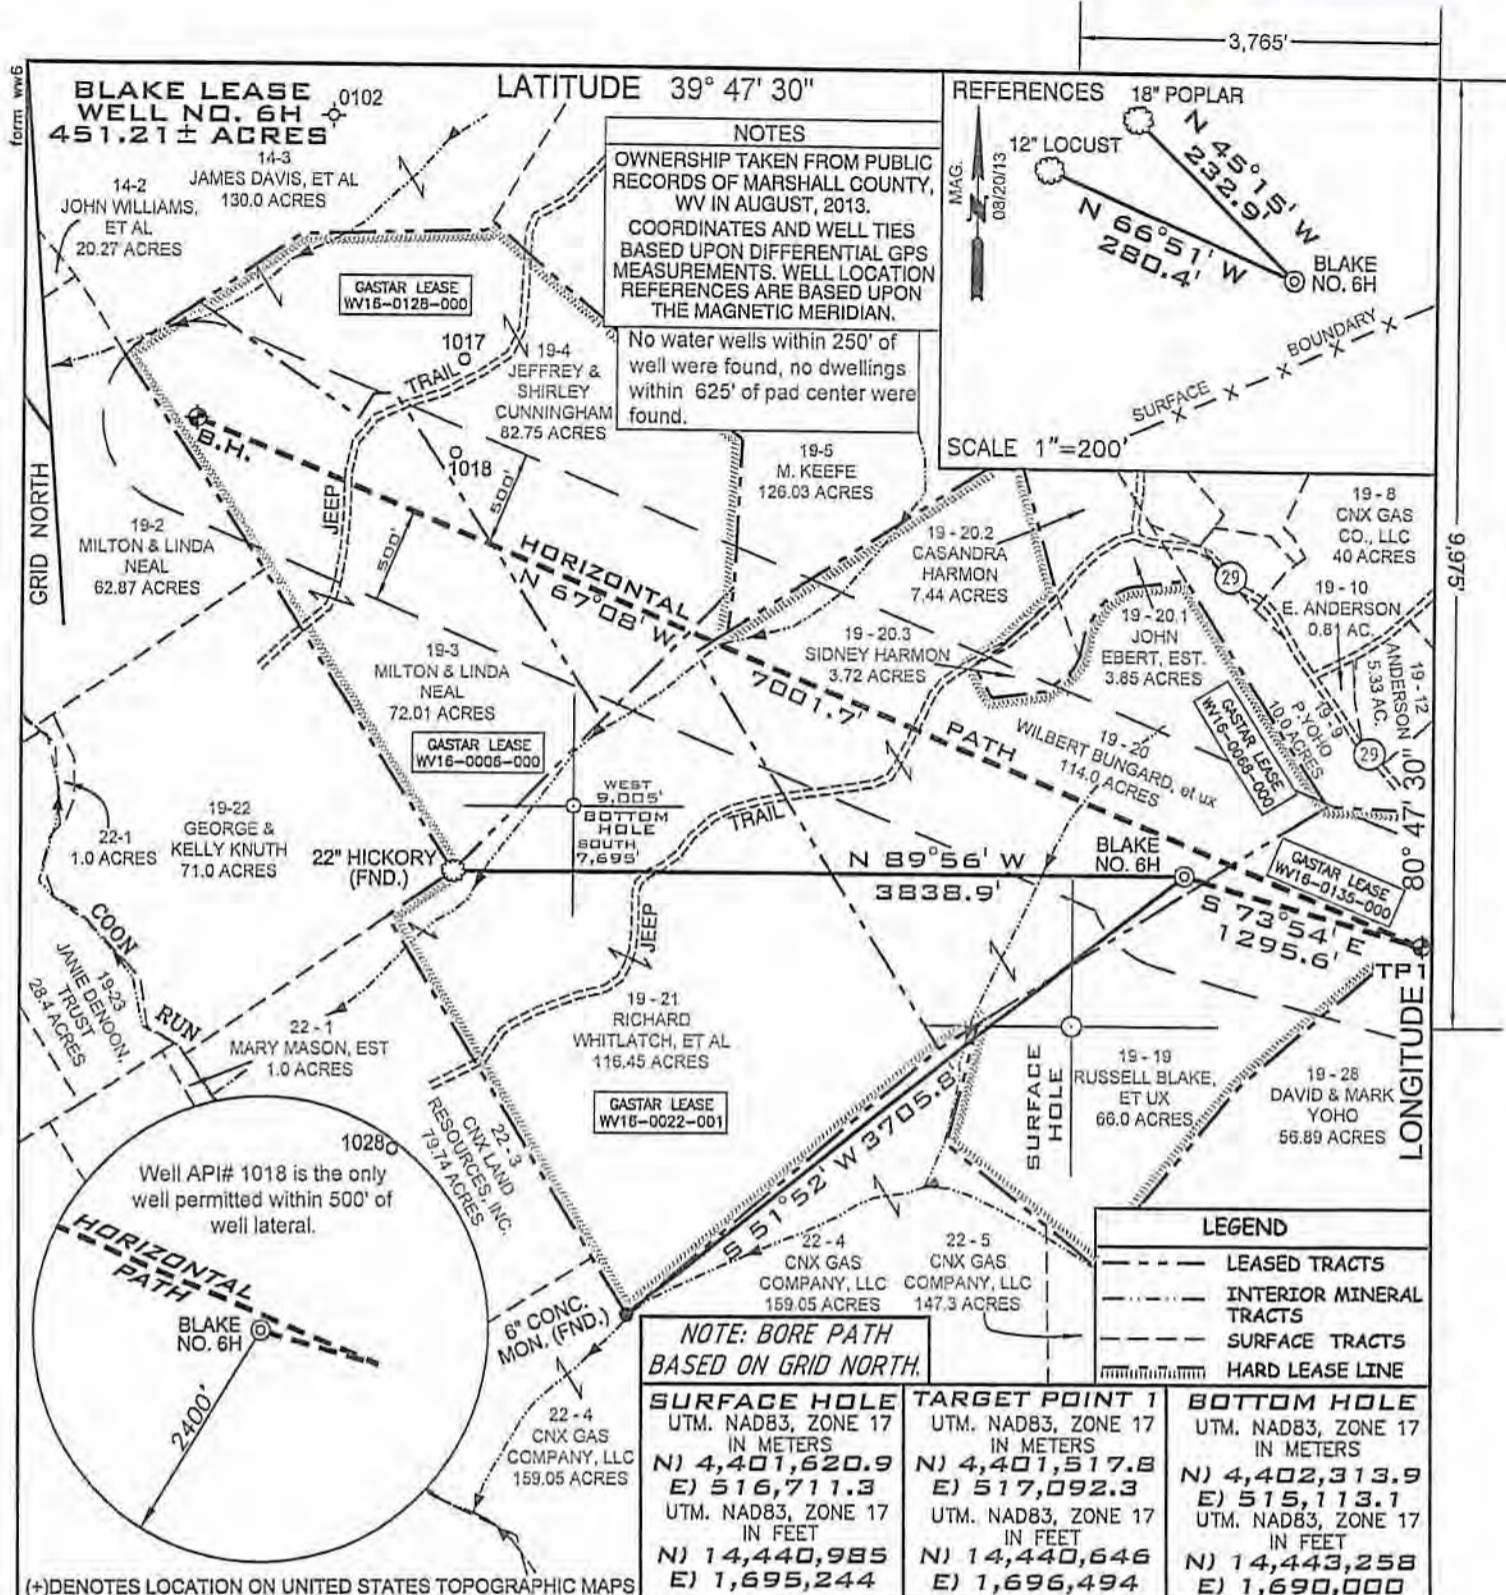 3,765'
form ww6
BLAKE LEASE
WELL NO. 6H
451.21± ACRES
0102
LATITUDE 39° 47' 30"
NOTES
OWNERSHIP TAKEN FROM PUBLIC
RECORDS OF MARSHALL COUNTY,
WV IN AUGUST, 2013.
COORDINATES AND WELL TIES
BASED UPON DIFFERENTIAL GPS
MEASUREMENTS. WELL LOCATION
REFERENCES ARE BASED UPON
THE MAGNETIC MERIDIAN.
No water wells within 250' of
well were found, no dwellings
within 625' of pad center were
found.
REFERENCES
18" POPLAR
12" LOCUST
MAG.
08/20/13
N 45°15' W
232.9'
N 66°51' W
280.4'
BLAKE
NO. 6H
SURFACE X X BOUNDARY X X
SCALE 1"=200'
9,975'
14-3
JAMES DAVIS, ET AL
130.0 ACRES
14-2
JOHN WILLIAMS,
ET AL
20.27 ACRES
GASTAR LEASE
WV16-0128-000
1017
TRAIL
19-4
JEFFREY &
SHIRLEY
CUNNINGHAM
82.75 ACRES
B.H.
1018
500'
500'
JEEP
GRID NORTH
19-5
M. KEEFE
126.03 ACRES
19-2
MILTON & LINDA
NEAL
62.87 ACRES
HORIZONTAL
N 67°08' W
7001.7'
PATH
19 - 20.2
CASANDRA
HARMON
7.44 ACRES
19 - 8
CNX GAS
CO., LLC
40 ACRES
29
19 - 10
E. ANDERSON
0.81 AC.
19 - 20.1
JOHN
EBERT, EST.
3.85 ACRES
19 - 20.3
SIDNEY HARMON
3.72 ACRES
19-12
ANDERSON
5.33 AC.
19-9
P.YOHO
10.0 ACRES
29
GASTAR LEASE
WV16-0068-000
19 - 20
WILBERT BUNGARD, et ux
114.0 ACRES
19-3
MILTON & LINDA
NEAL
72.01 ACRES
GASTAR LEASE
WV16-0006-000
WEST
9,005'
BOTTOM
HOLE
SOUTH
7,695'
TRAIL
JEEP
22-1
1.0 ACRES
19-22
GEORGE &
KELLY KNUTH
71.0 ACRES
22" HICKORY
(FND.)
N 89°56' W
3838.9'
BLAKE
NO. 6H
GASTAR LEASE
WV16-0135-000
S 73°54' E
1295.6'
TP1
LONGITUDE 80° 47' 30"
COON
RUN
19-23
JANIE DENOON,
TRUST
28.4 ACRES
22 - 1
MARY MASON, EST
1.0 ACRES
19 - 21
RICHARD
WHITLATCH, ET AL
116.45 ACRES
GASTAR LEASE
WV16-0022-001
S 51°52' W 3705.8'
SURFACE
HOLE
19 - 19
RUSSELL BLAKE,
ET UX
66.0 ACRES
19 - 28
DAVID & MARK
YOHO
56.89 ACRES
22 - 3
CNX LAND
RESOURCES, INC.
79.74 ACRES
1028
Well API# 1018 is the only
well permitted within 500' of
well lateral.
HORIZONTAL
PATH
BLAKE
NO. 6H
2400'
6" CONC.
MON. (FND.)
22 - 4
CNX GAS
COMPANY, LLC
159.05 ACRES
22 - 5
CNX GAS
COMPANY, LLC
147.3 ACRES
22 - 4
CNX GAS
COMPANY, LLC
159.05 ACRES
LEGEND
LEASED TRACTS
INTERIOR MINERAL
TRACTS
SURFACE TRACTS
HARD LEASE LINE
NOTE: BORE PATH
BASED ON GRID NORTH.
SURFACE HOLE
UTM. NAD83, ZONE 17
IN METERS
N) 4,401,620.9
E) 516,711.3
UTM. NAD83, ZONE 17
IN FEET
N) 14,440,985
E) 1,695,244
TARGET POINT 1
UTM. NAD83, ZONE 17
IN METERS
N) 4,401,517.8
E) 517,092.3
UTM. NAD83, ZONE 17
IN FEET
N) 14,440,646
E) 1,696,494
BOTTOM HOLE
UTM. NAD83, ZONE 17
IN METERS
N) 4,402,313.9
E) 515,113.1
UTM. NAD83, ZONE 17
IN FEET
N) 14,443,258
E) 1,690,000
(+)DENOTES LOCATION ON UNITED STATES TOPOGRAPHIC MAPS